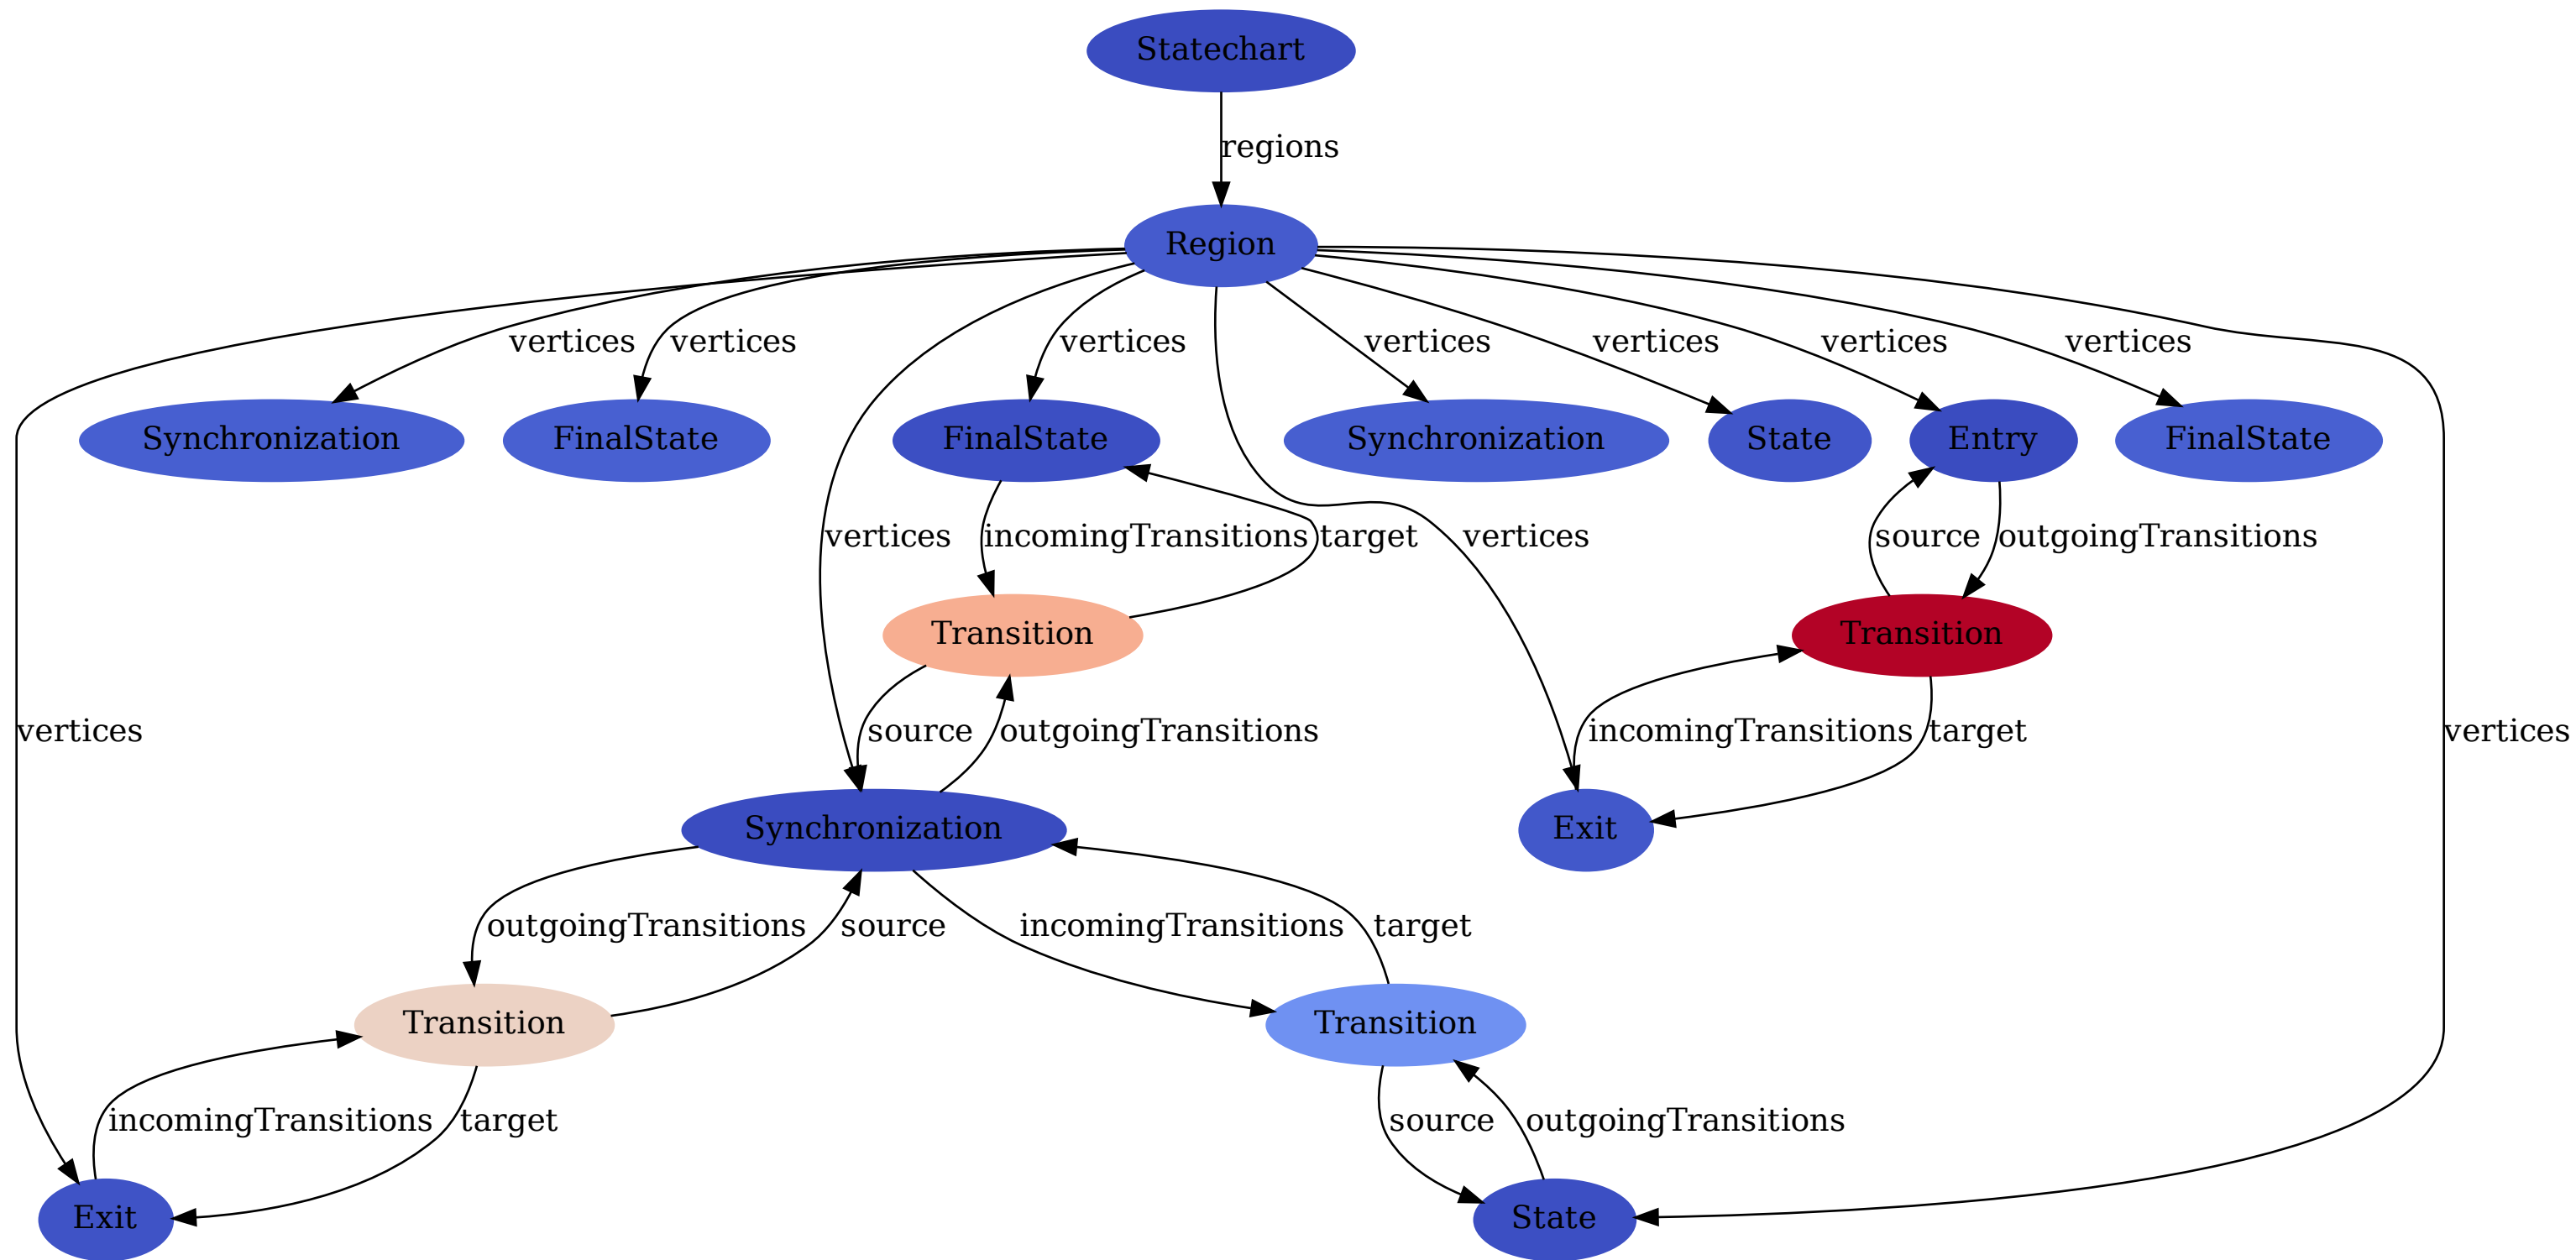 Statechart
regions
Region
vertices
vertices
vertices
vertices
vertices
vertices
vertices
Synchronization
FinalState
FinalState
Synchronization
State
Entry
FinalState
vertices
incomingTransitions
target
vertices
source
outgoingTransitions
Transition
Transition
vertices
source
outgoingTransitions
incomingTransitions
target
vertices
Synchronization
Exit
outgoingTransitions
source
incomingTransitions
target
Transition
Transition
incomingTransitions
target
source
outgoingTransitions
Exit
State